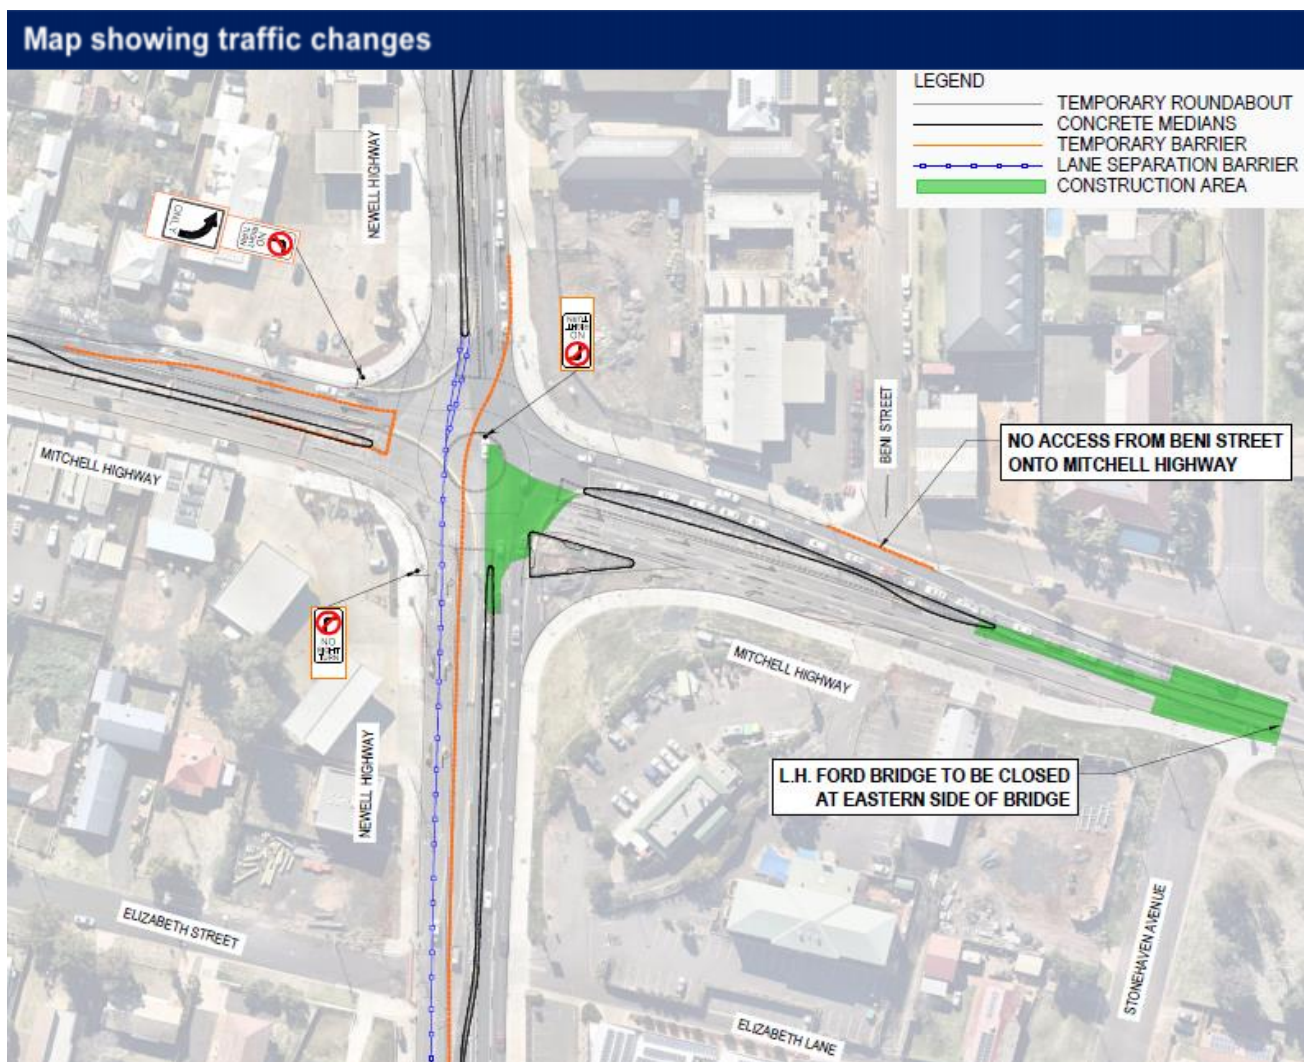 Map showing traffic changes
LEGEND
TEMPORARY ROUNDABOUT
CONCRETE MEDIANS
TEMPORARY BARRIER
LANE SEPARATION BARRIER
CONSTRUCTION AREA
NEWELL HIGHWAY
ONLY
NO
RIGHT
TURN
NO
RIGHT
TURN
BENI STREET
NO ACCESS FROM BENI STREET
ONTO MITCHELL HIGHWAY
MITCHELL HIGHWAY
NO
RIGHT
TURN
MITCHELL HIGHWAY
NEWELL HIGHWAY
L.H. FORD BRIDGE TO BE CLOSED
AT EASTERN SIDE OF BRIDGE
ELIZABETH STREET
STONEHAVEN AVENUE
ELIZABETH LANE